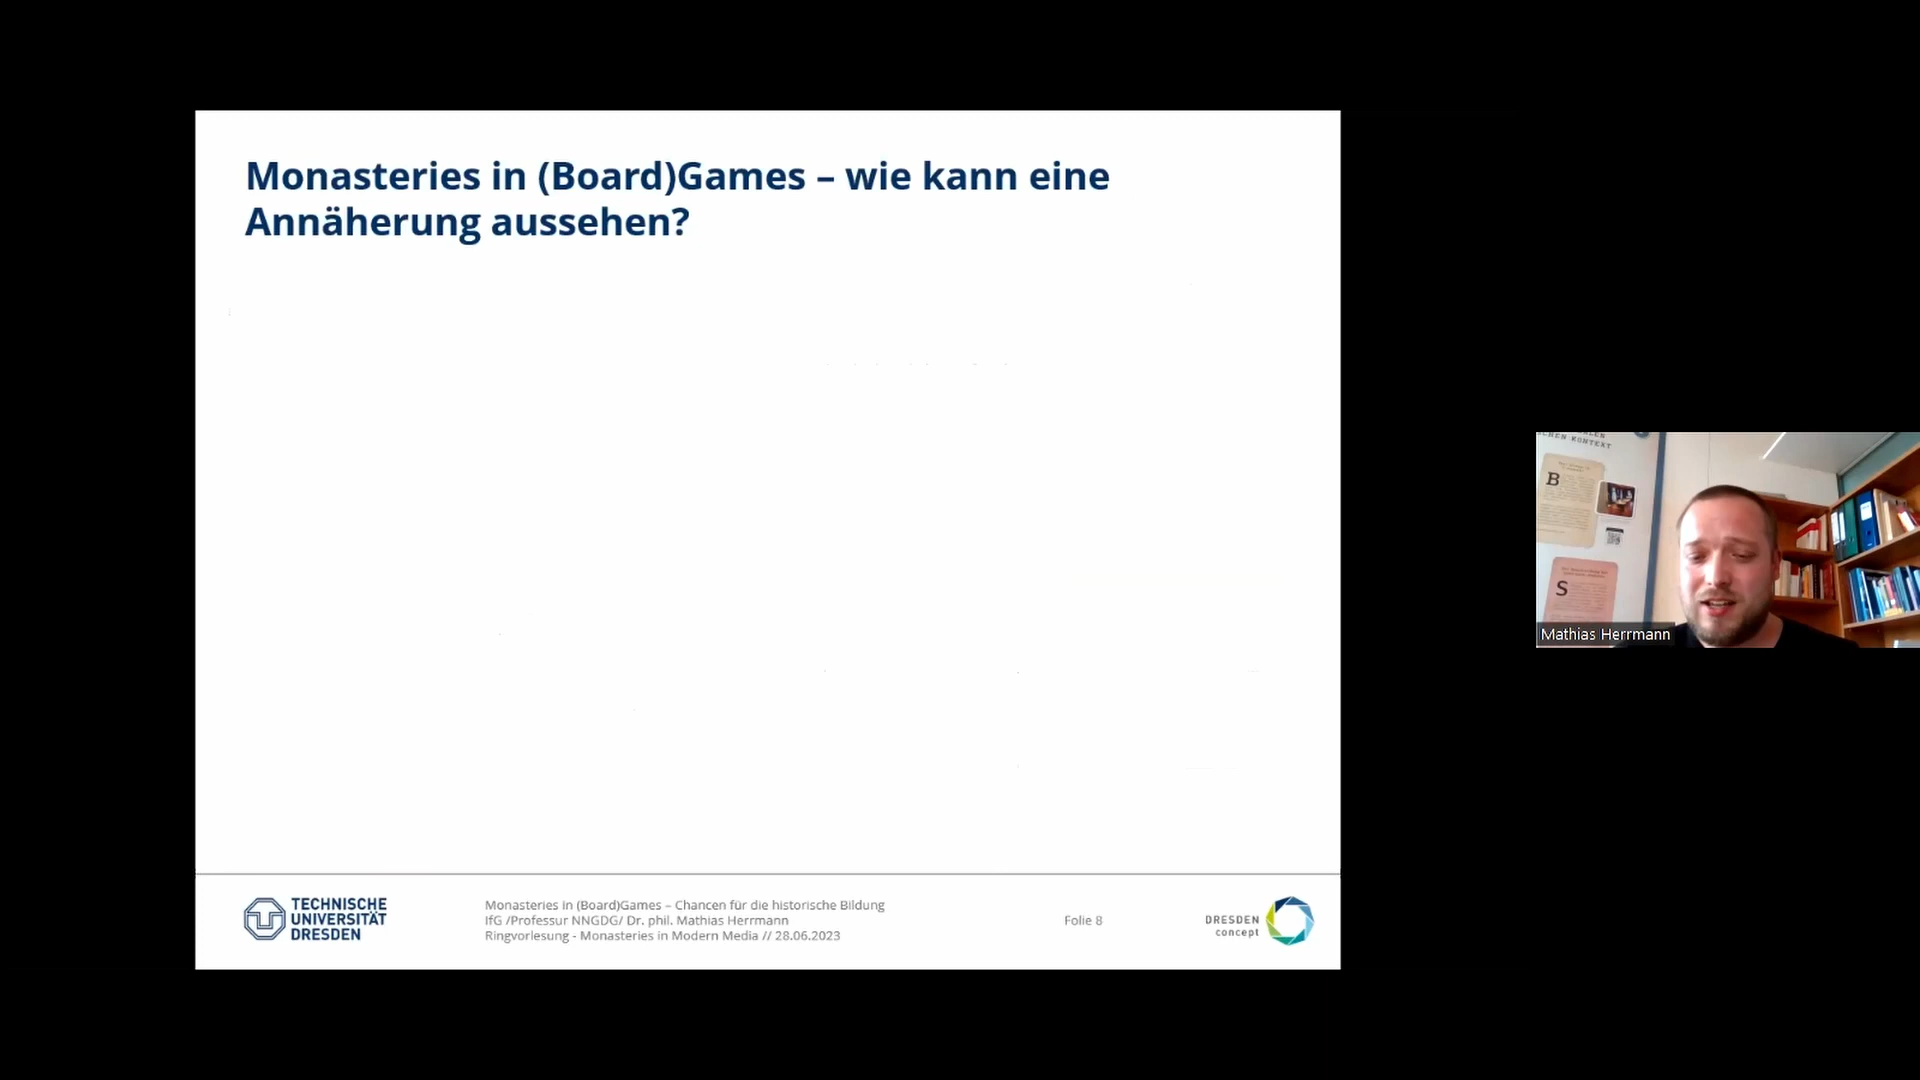 Monasteries in (Board)Games – wie kann eine
Annäherung aussehen?
TECHNISCHE
UNIVERSITÄT
DRESDEN
Monasteries in (Board)Games – Chancen für die historische Bildung
IfG /Professur NNGDG/ Dr. phil. Mathias Herrmann
Ringvorlesung - Monasteries in Modern Media // 28.06.2023
Folie 8
DRESDEN
concept
KONTEXT
B
S
Mathias Herrmann